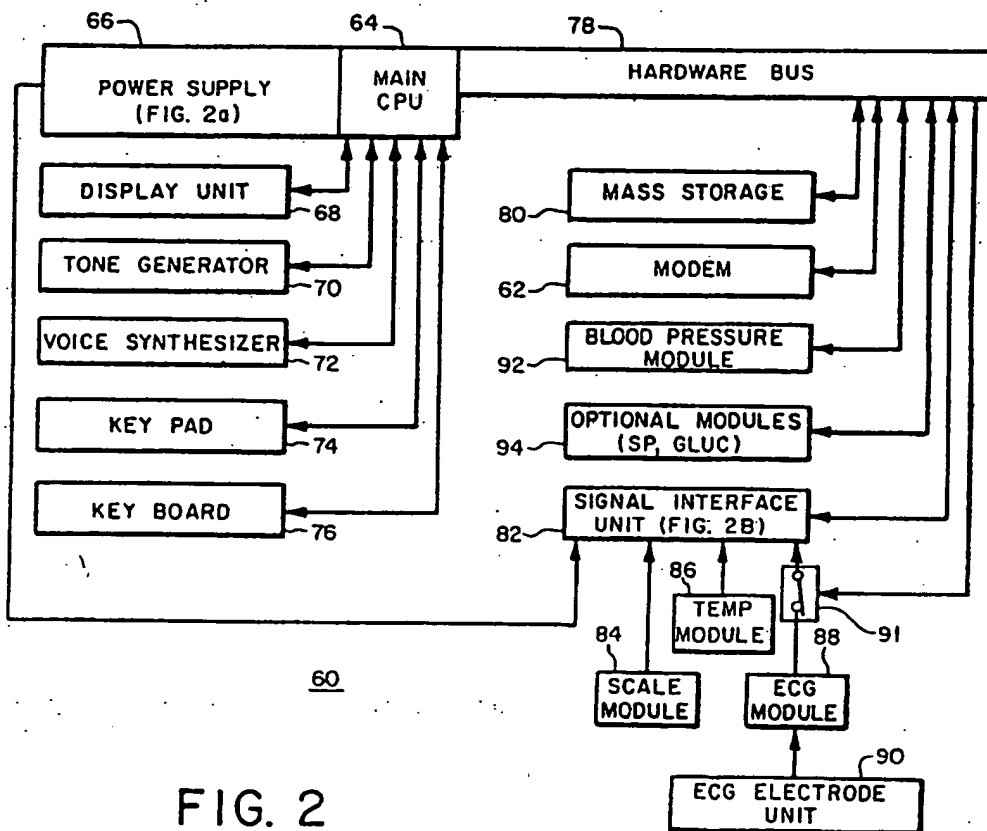 66
64
78
POWER SUPPLY
(FIG. 2a)
MAIN
CPU
HARDWARE BUS
DISPLAY UNIT
68
TONE GENERATOR
70
VOICE SYNTHESIZER
72
KEY PAD
74
KEY BOARD
76
MASS STORAGE
80
MODEM
62
BLOOD PRESSURE
MODULE
92
OPTIONAL MODULES
(SP, GLUC)
94
SIGNAL INTERFACE
UNIT (FIG. 2B)
82
86
TEMP
MODULE
91
84
SCALE
MODULE
88
ECG
MODULE
60
90
ECG ELECTRODE
UNIT
FIG. 2